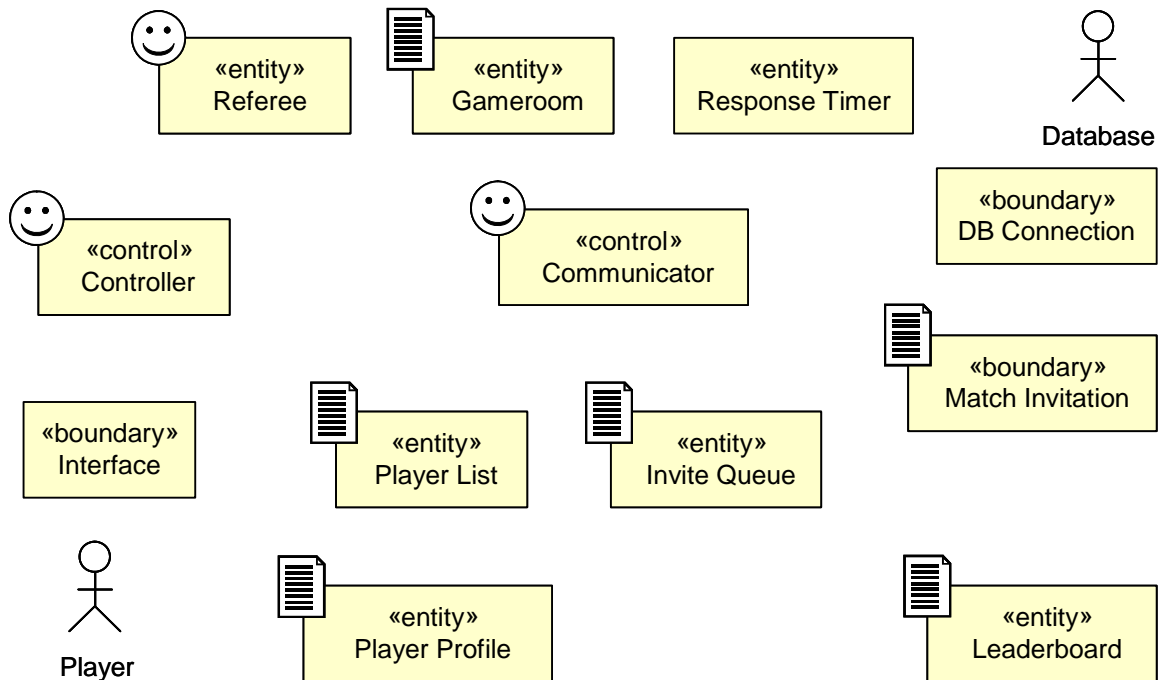 «entity»
Referee
«entity»
Gameroom
«entity»
Response Timer
Database
«control»
Controller
«control»
Communicator
«boundary»
DB Connection
«boundary»
Match Invitation
«boundary»
Interface
«entity»
Player List
«entity»
Invite Queue
Player
«entity»
Player Profile
«entity»
Leaderboard